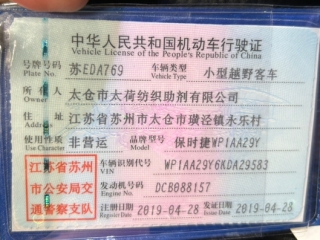 中华人民共和国机动车行驶证
Vehicle License of the People's Republic of China
号牌号码 苏EDA769 车辆类型 小型越野客车
Plate No. Vehicle Type
所有人 太仓市太荷纺织助剂有限公司
Owner
住址 江苏省苏州市太仓市璜泾镇永乐村
Address
使用性质 非营运 品牌型号 保时捷WP1AA29Y
Use Character Model
江苏省苏州 车辆识别代号 WP1AA29Y6KDA29583
VIN
市公安局交 发动机号码 DCB088157
Engine No.
通警察支队 注册日期 2019-04-28 发证日期 2019-04-28
Register Date Issue Date